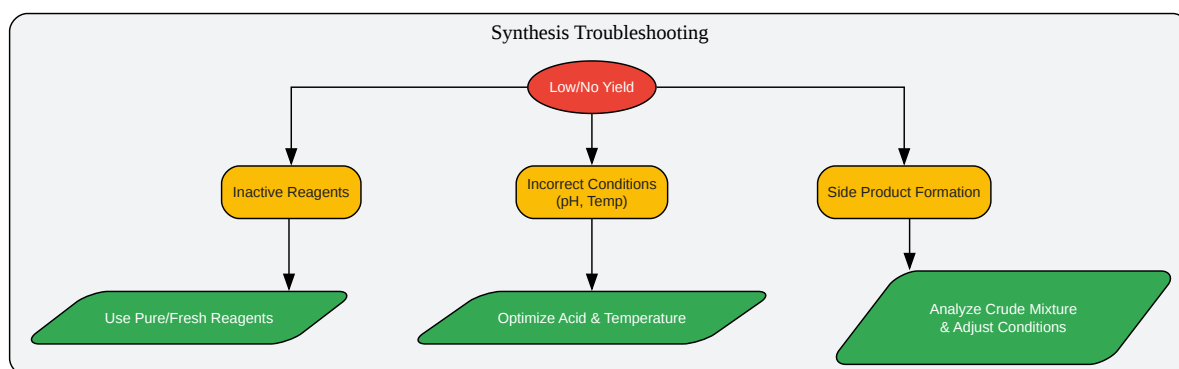 Synthesis Troubleshooting
Low/No Yield
Inactive Reagents
Incorrect Conditions
(pH, Temp)
Side Product Formation
Use Pure/Fresh Reagents
Optimize Acid & Temperature
Analyze Crude Mixture
& Adjust Conditions